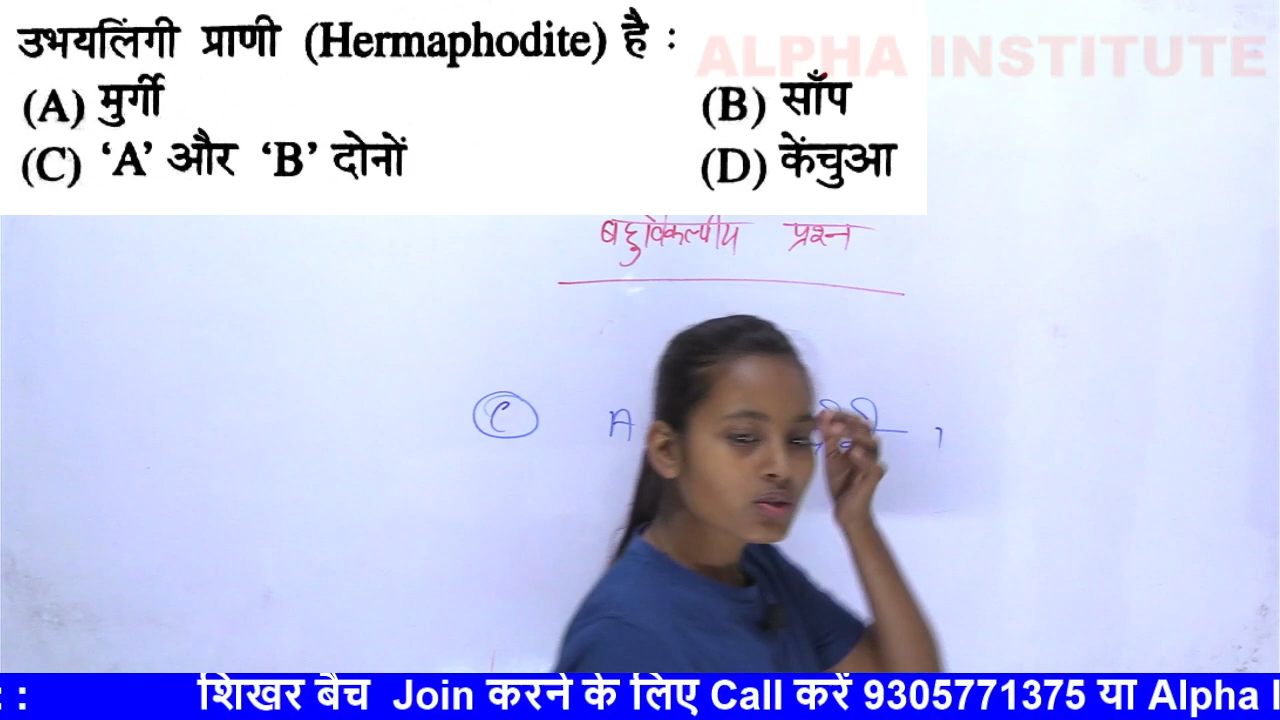 उभयलिंगी प्राणी (Hermaphodite) है :
ALPHA INSTITUTE
(A) मुर्गी (B) साँप
(C) ‘A’ और ‘B’ दोनों (D) केंचुआ
बहुविकल्पीय प्रश्न
C A
: : शिखर बैच Join करने के लिए Call करें 9305771375 या Alpha